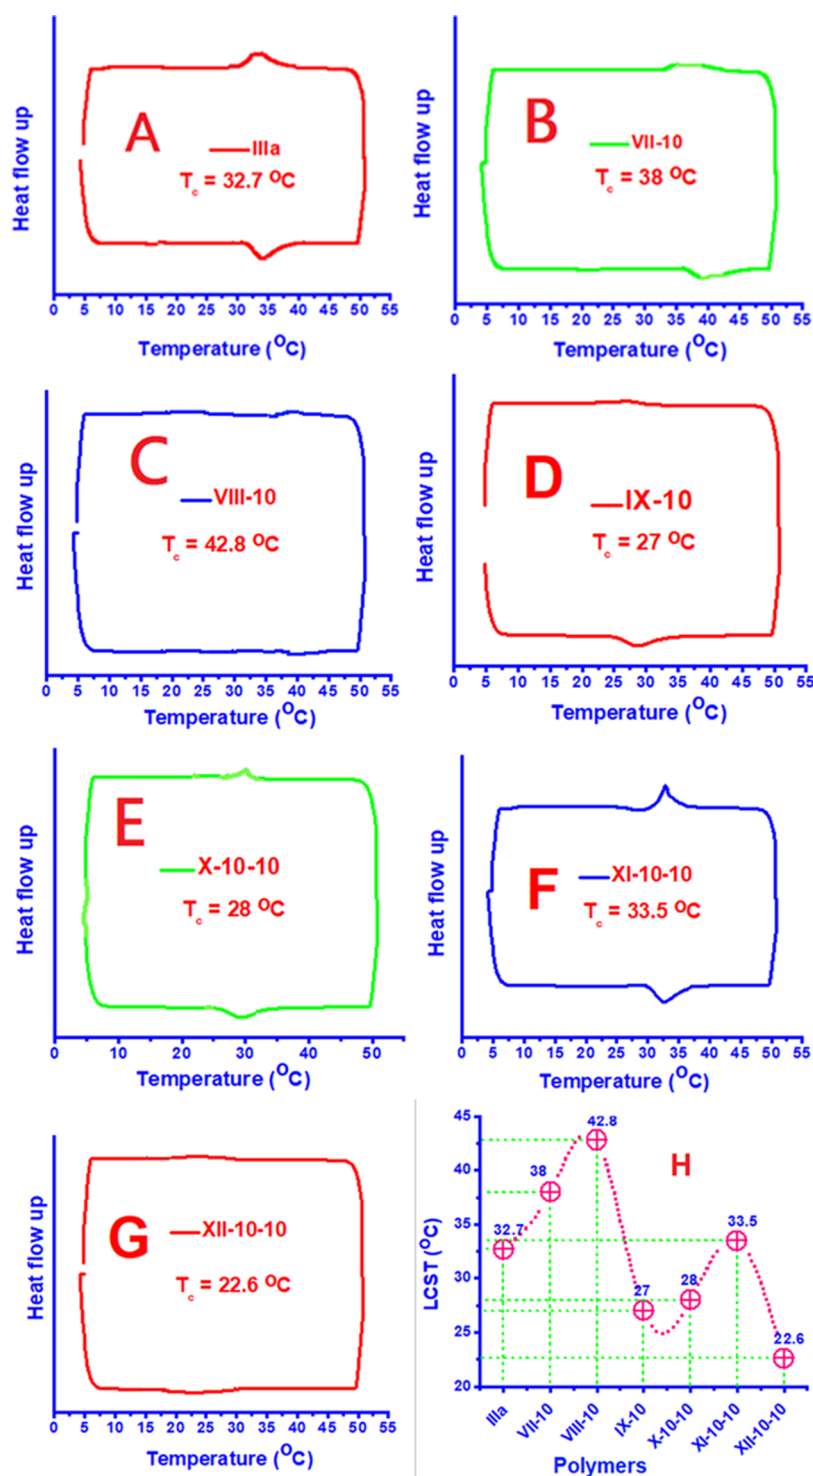 Heat flow up
A
IIIa
Tc = 32.7 OC
0 5 10 15 20 25 30 35 40 45 50 55
Temperature (OC)
Heat flow up
B
VII-10
Tc = 38 OC
0 5 10 15 20 25 30 35 40 45 50 55
Temperature (OC)
Heat flow up
C
VIII-10
Tc = 42.8 OC
0 5 10 15 20 25 30 35 40 45 50 55
Temperature (OC)
Heat flow up
D
IX-10
Tc = 27 OC
0 5 10 15 20 25 30 35 40 45 50 55
Temperature (OC)
Heat flow up
E
X-10-10
Tc = 28 OC
0 10 20 30 40 50
Temperature (OC)
Heat flow up
F
XI-10-10
Tc = 33.5 OC
0 5 10 15 20 25 30 35 40 45 50 55
Temperature (OC)
Heat flow up
G
XII-10-10
Tc = 22.6 OC
0 5 10 15 20 25 30 35 40 45 50 55
Temperature (OC)
LCST (OC)
45
40
35
30
25
20
H
32.7
38
42.8
27
28
33.5
22.6
IIIa
VII-10
VIII-10
IX-10
X-10-10
XI-10-10
XII-10-10
Polymers